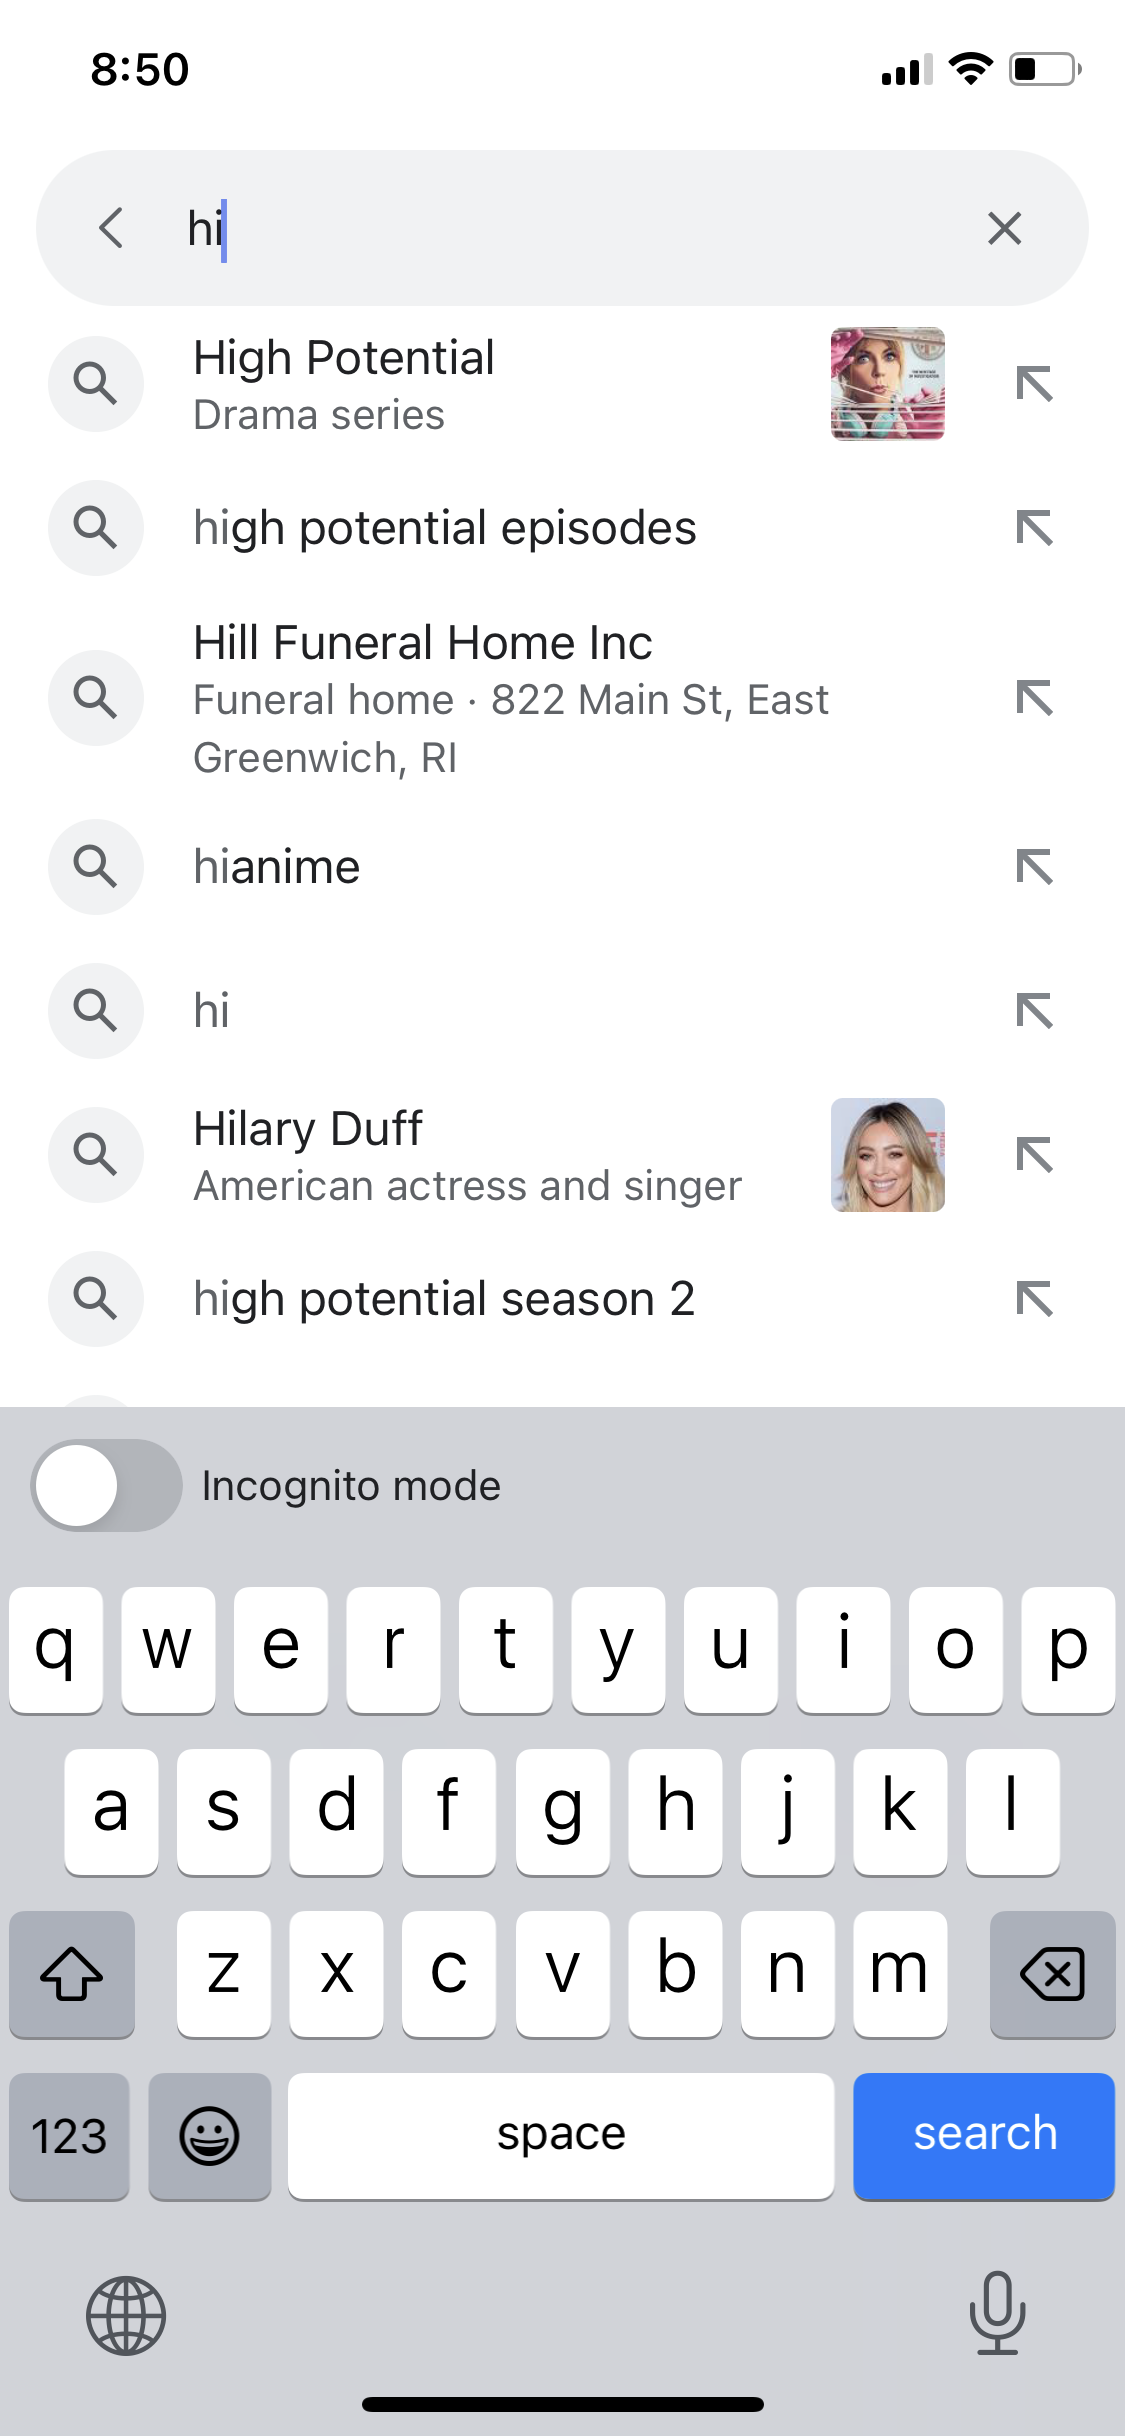 8:50
hi
High Potential
Drama series
high potential episodes
Hill Funeral Home Inc
Funeral home · 822 Main St, East
Greenwich, RI
hianime
hi
Hilary Duff
American actress and singer
high potential season 2
Incognito mode
q w e r t y u i o p
a s d f g h j k l
z x c v b n m
123 space search